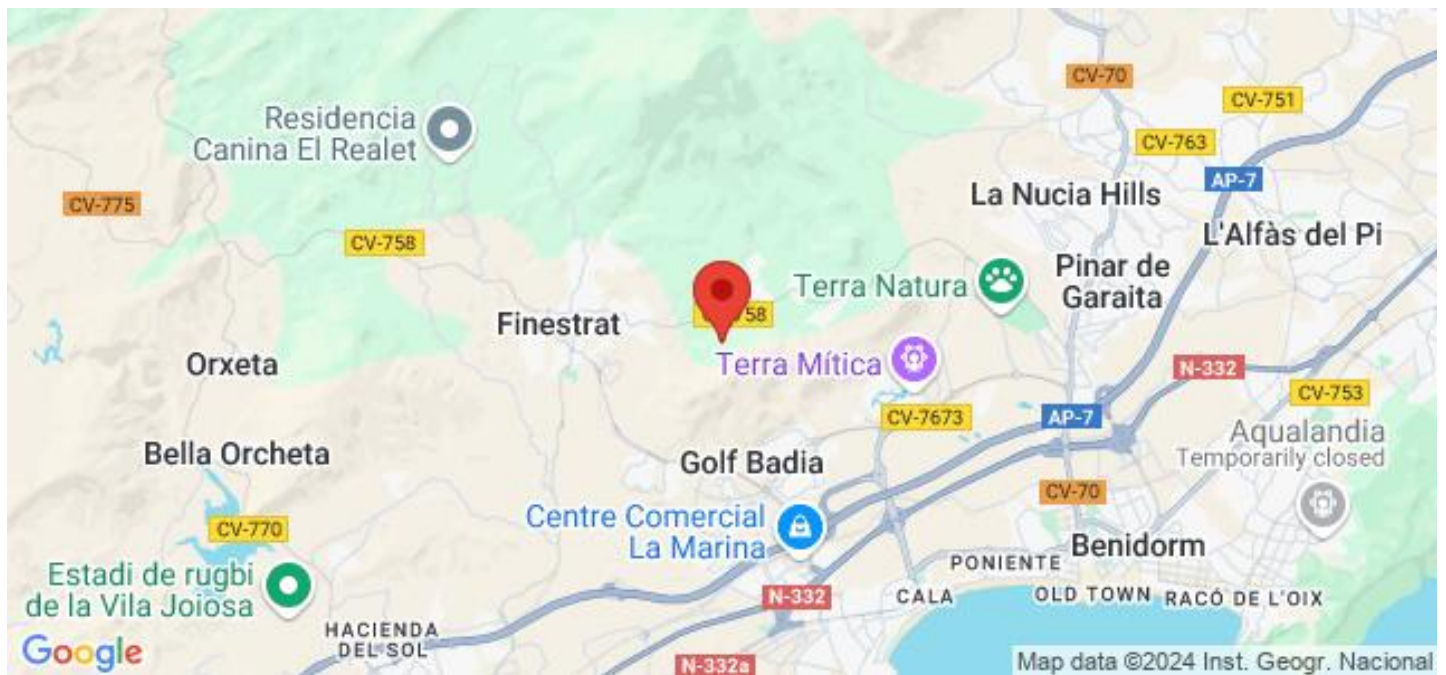 CV-70
CV-751
Residencia
Canina El Realet
CV-763
AP-7
La Nucia Hills
CV-775
CV-758
L'Alfàs del Pi
Pinar de
Garaita
Terra Natura
Finestrat
58
Orxeta
Terra Mítica
N-332
CV-753
CV-7673
AP-7
Aqualandia
Temporarily closed
Bella Orcheta
Golf Badia
CV-70
Centre Comercial
La Marina
CV-770
Benidorm
PONIENTE
Estadi de rugbi
de la Vila Joiosa
N-332
CALA
OLD TOWN
RACÓ DE L'OIX
HACIENDA
DEL SOL
Google
N-332a
Map data ©2024 Inst. Geogr. Nacional